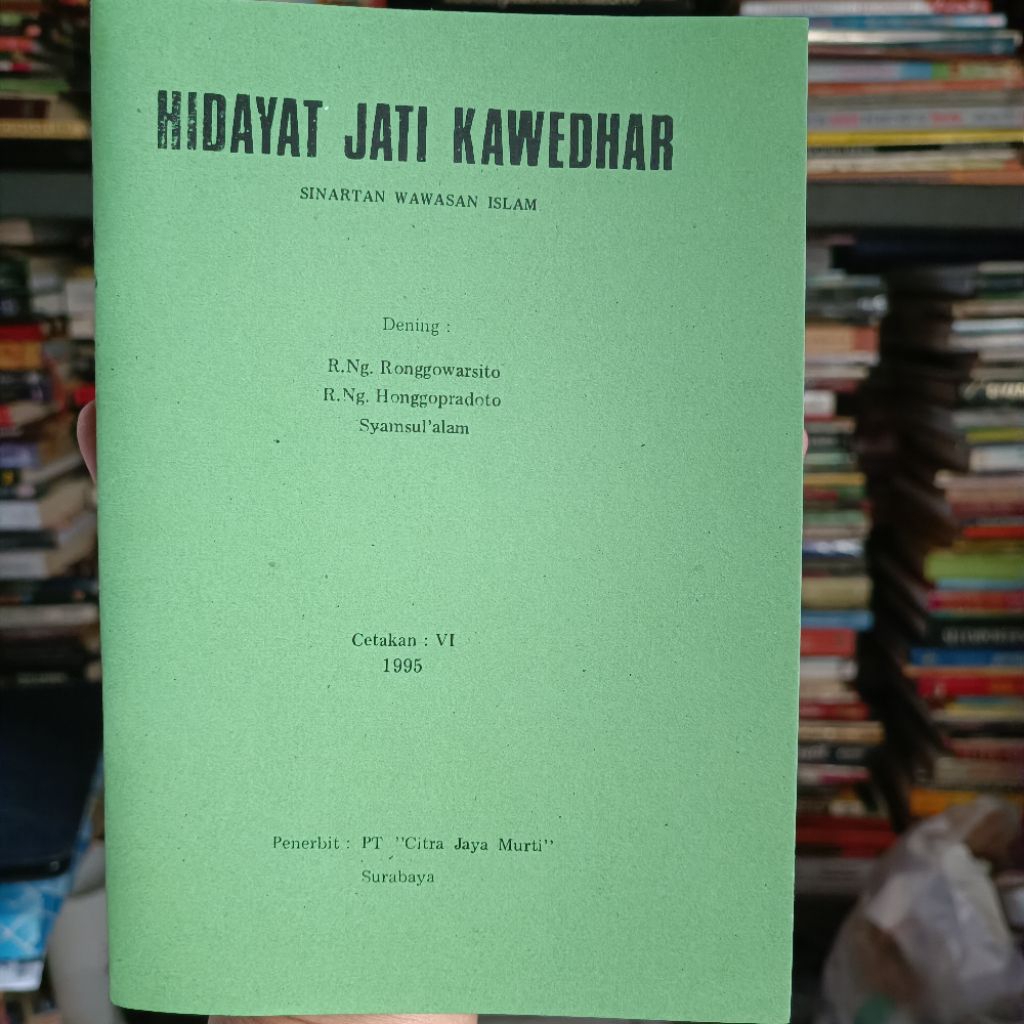 HIDAYAT JATI KAWEDHAR
SINARTAN WAWASAN ISLAM
Dening :
R.Ng. Ronggowarsito
R.Ng. Honggopradoto
Syamsul'alam
Cetakan : VI
1995
Penerbit : PT ''Citra Jaya Murti''
Surabaya